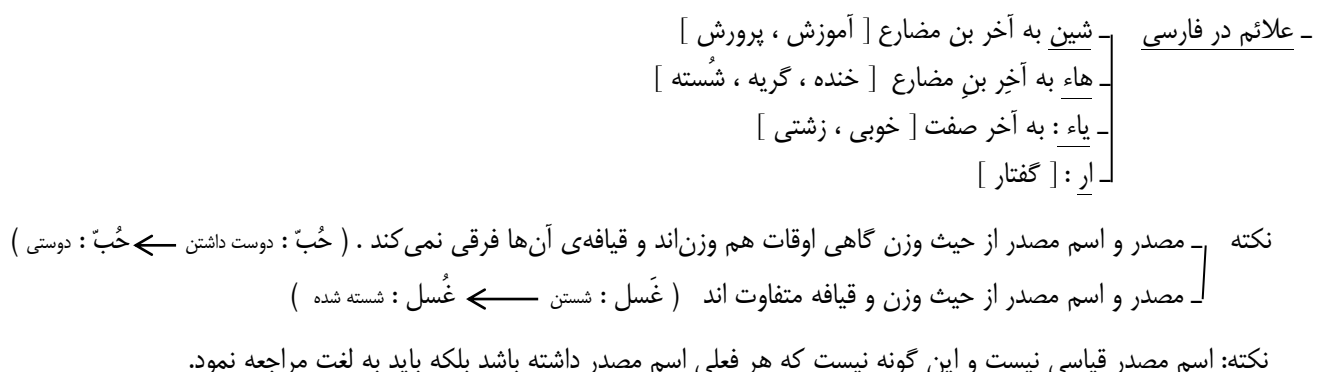 ـ علائم در فارسی ـ شین به آخر بن مضارع [ آموزش ، پرورش ]
ـ هاء به آخِر بنِ مضارع [ خنده ، گریه ، شُسته ]
ـ یاء : به آخر صفت [ خوبی ، زشتی ]
ـ ار : [ گفتار ]
نکته ـ مصدر و اسم مصدر از حیث وزن گاهی اوقات هم وزن‌اند و قیافه‌ی آن‌ها فرقی نمی‌کند . ( حُبّ : دوست داشتن ← حُبّ : دوستی )
ـ مصدر و اسم مصدر از حیث وزن و قیافه متفاوت اند ( غَسل : شستن ← غُسل : شسته شده )
نکته: اسم مصدر قیاسی نیست و این گونه نیست که هر فعلی اسم مصدر داشته باشد بلکه باید به لغت مراجعه نمود.